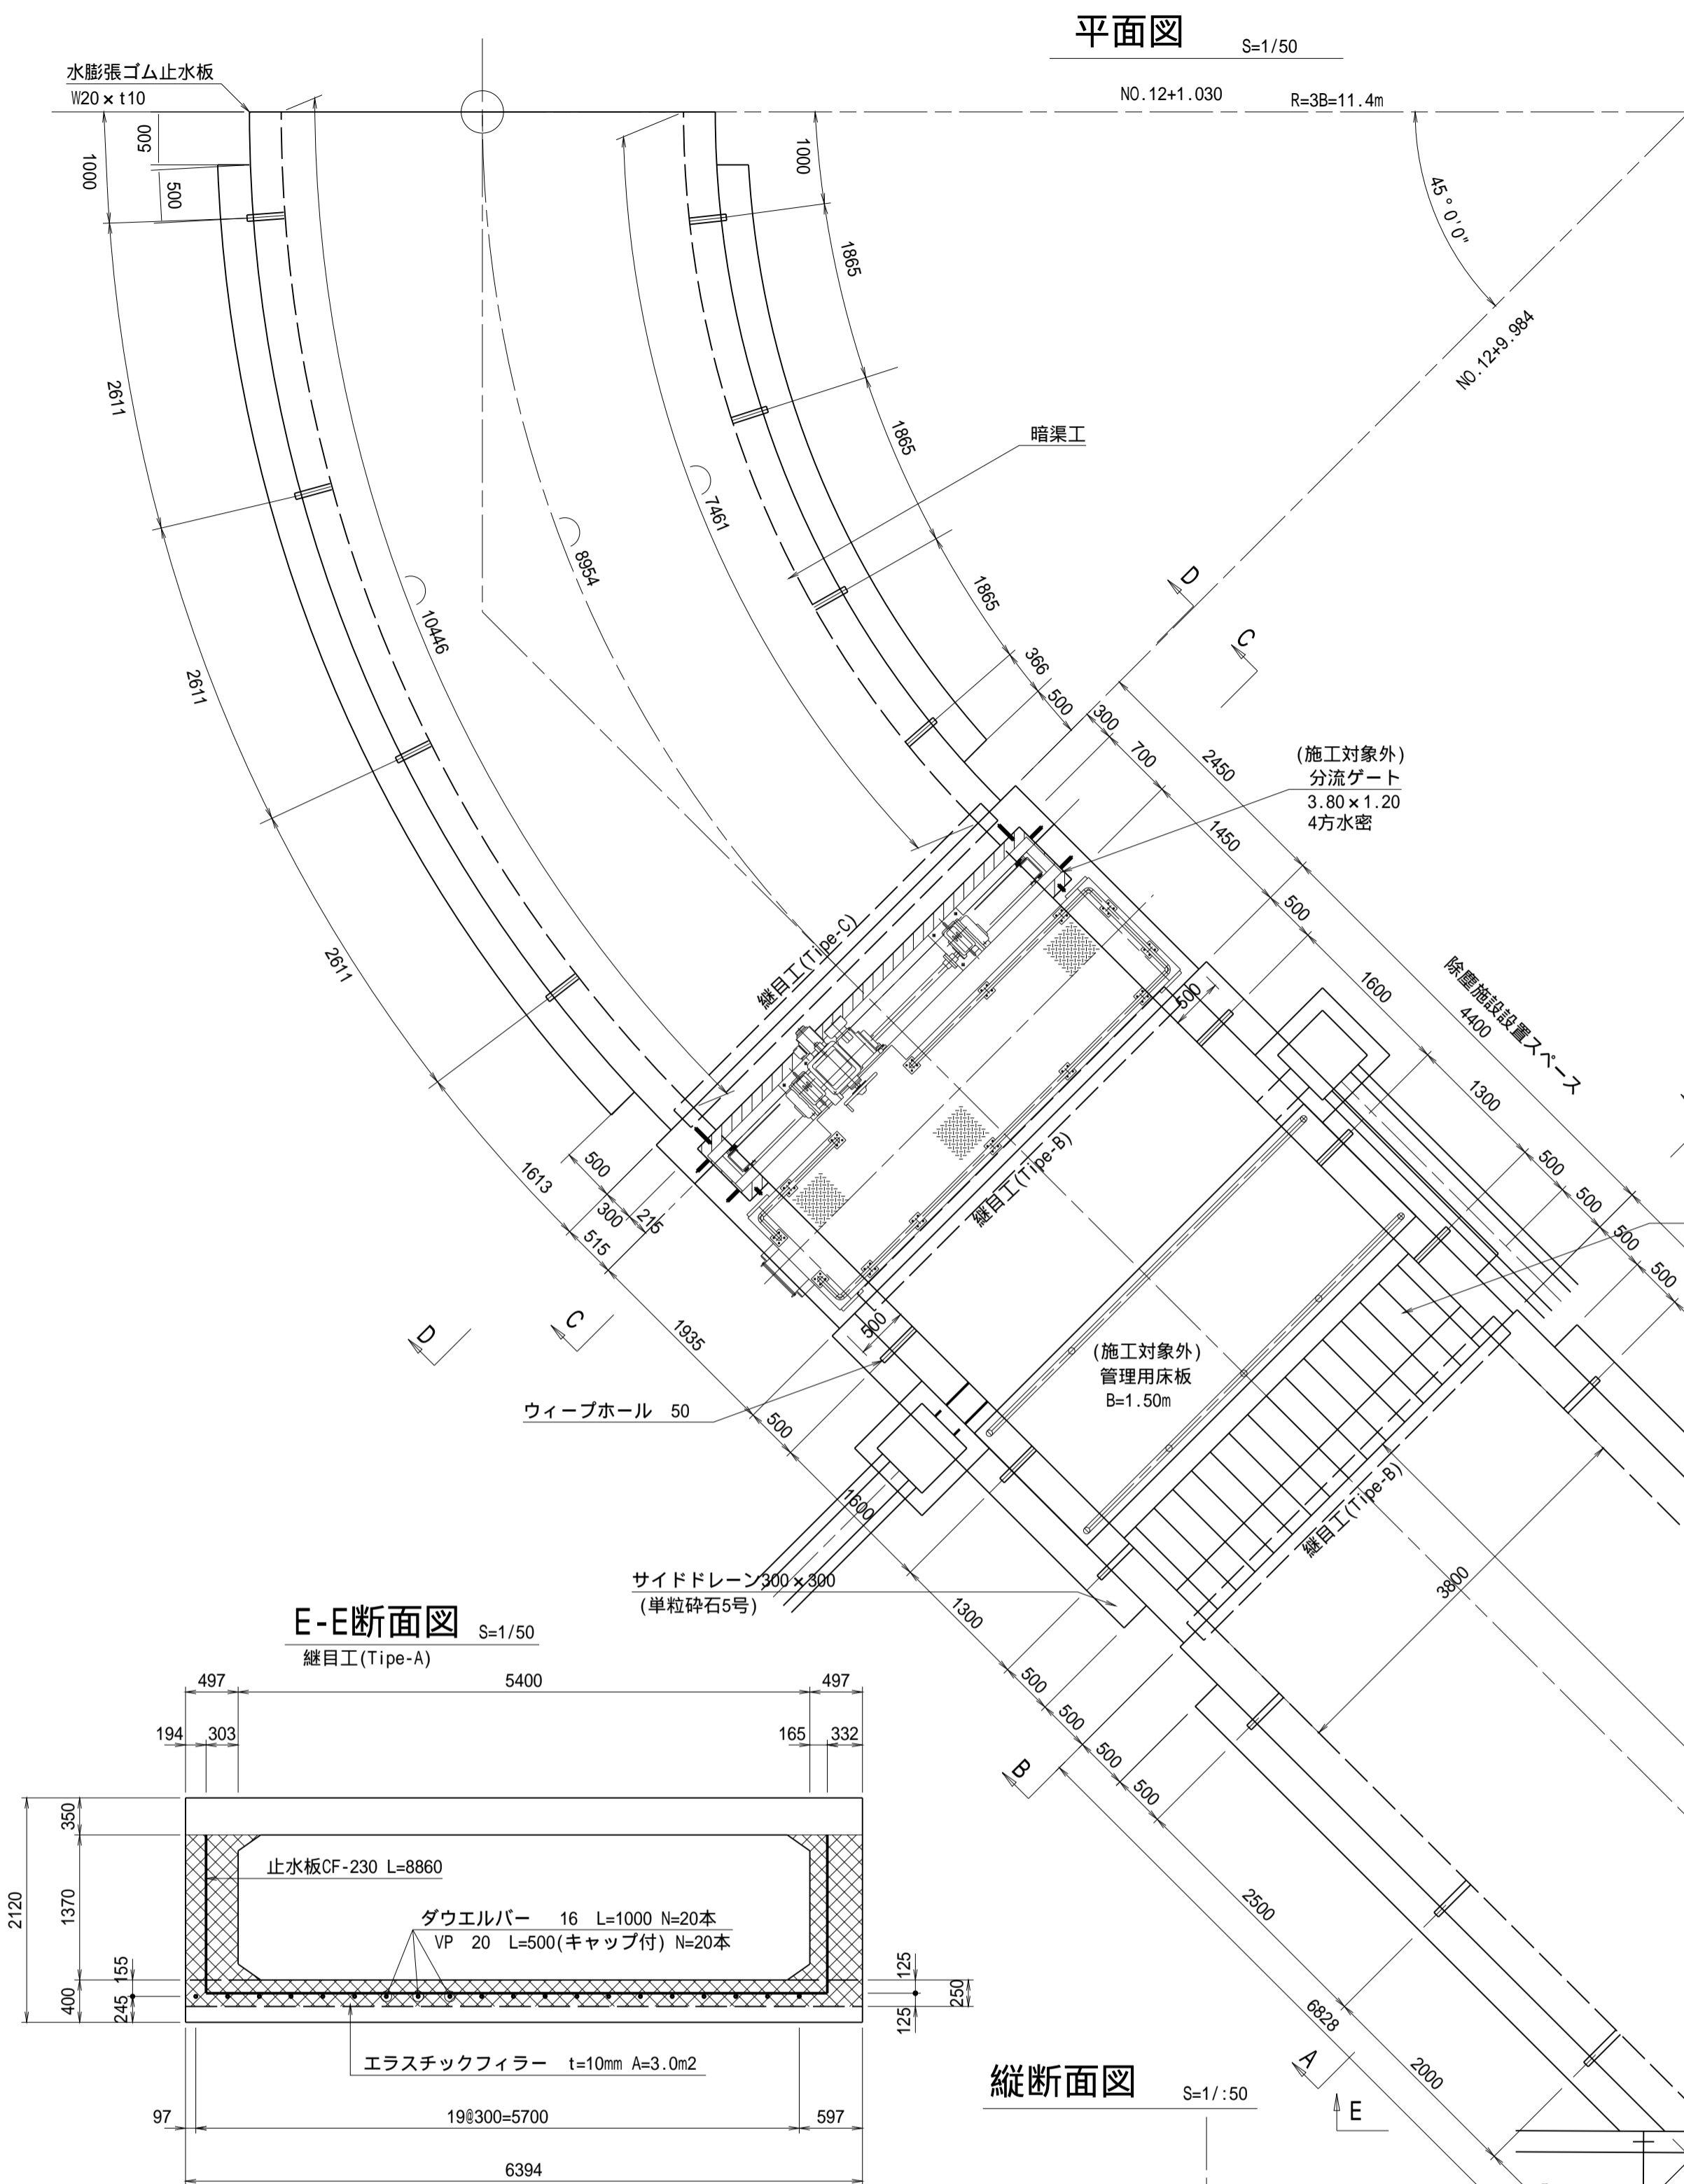 平面図 S=1/50
水膨張ゴム止水板
W20×t10
NO.12+1.030
R=3B=11.4m
500
1000
500
1000
45°0'0"
1865
NO.12+9.984
2611
1865
暗渠工
7461
8954
10446
1865
D
C
366
500
300
700
2450
2611
(施工対象外)
分流ゲート
3.80×1.20
4方水密
1450
500
継目工(Tipe-C)
1600
除塵施設設置スペース
4400
2611
500
1300
継目工(Tipe-B)
500
500
500
500
1613
500
300
215
515
D
C
1935
500
(施工対象外)
管理用床板
B=1.50m
ウィープホール 50
500
継目工(Tipe-B)
1600
3800
サイドドレーン300×300
(単粒砕石5号)
1300
500
500
500
500
B
2500
6828
2000
A
E
E-E断面図 S=1/50
継目工(Tipe-A)
497
5400
497
194
303
165
332
350
2120
1370
止水板CF-230 L=8860
ダウエルバー 16 L=1000 N=20本
VP 20 L=500(キャップ付) N=20本
155
400
245
125
250
125
エラスチックフィラー t=10mm A=3.0m2
97
19@300=5700
597
6394
縦断面図 S=1/:50